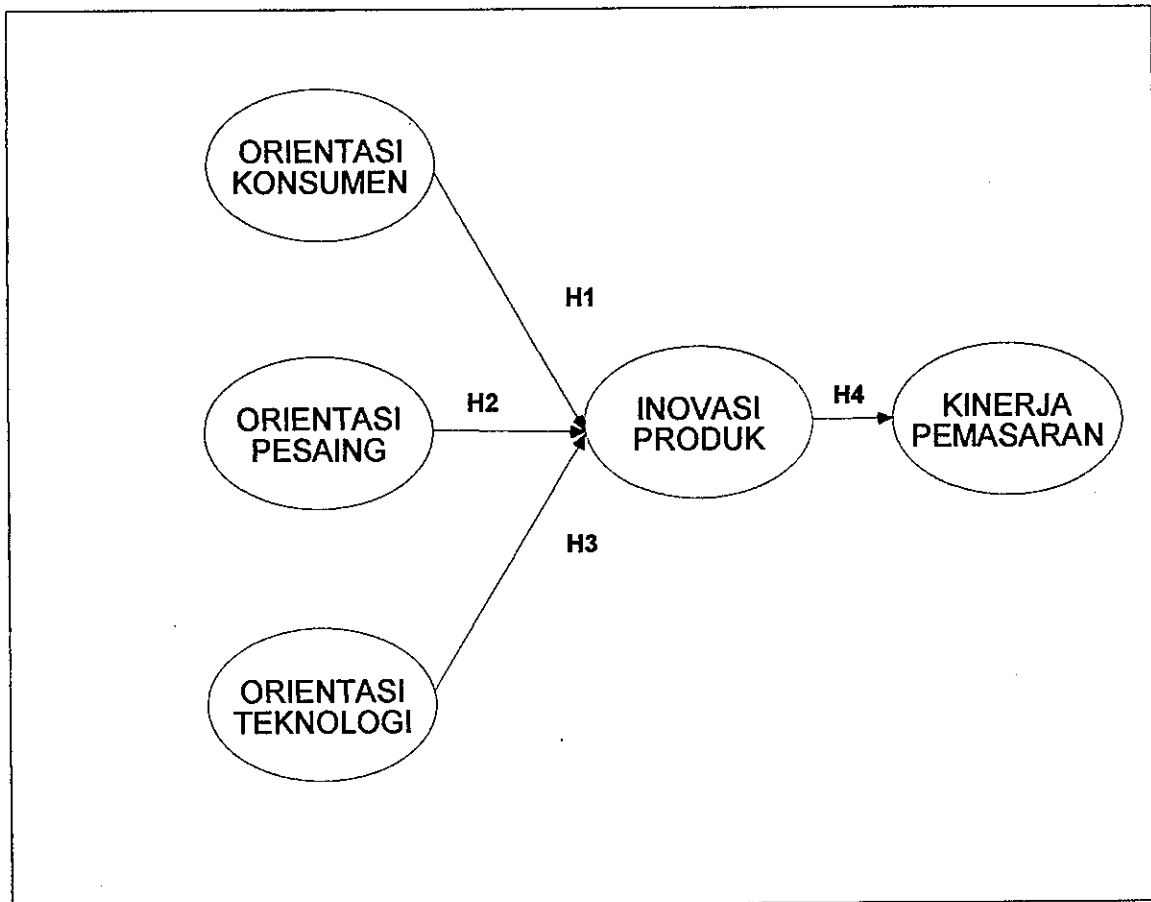 ORIENTASI
KONSUMEN
H1
ORIENTASI
PESAING
H2
INOVASI
PRODUK
H4
KINERJA
PEMASARAN
H3
ORIENTASI
TEKNOLOGI